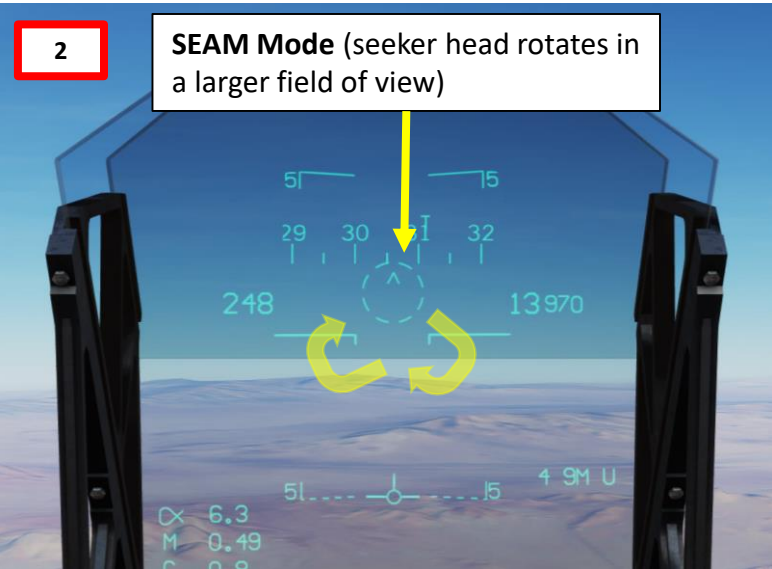 2
SEAM Mode (seeker head rotates in
a larger field of view)
5 5
29 30 31 32
248 13970
5 5 4 9M U
α 6.3
M 0.49